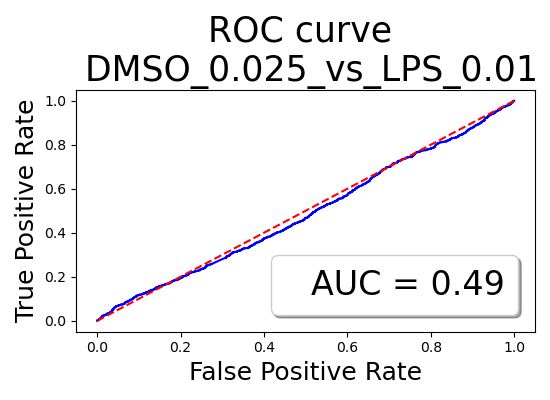 ROC curve
DMSO_0.025_vs_LPS_0.01
True Positive Rate
1.0
0.8
0.6
0.4
0.2
0.0
AUC = 0.49
0.0 0.2 0.4 0.6 0.8 1.0
False Positive Rate